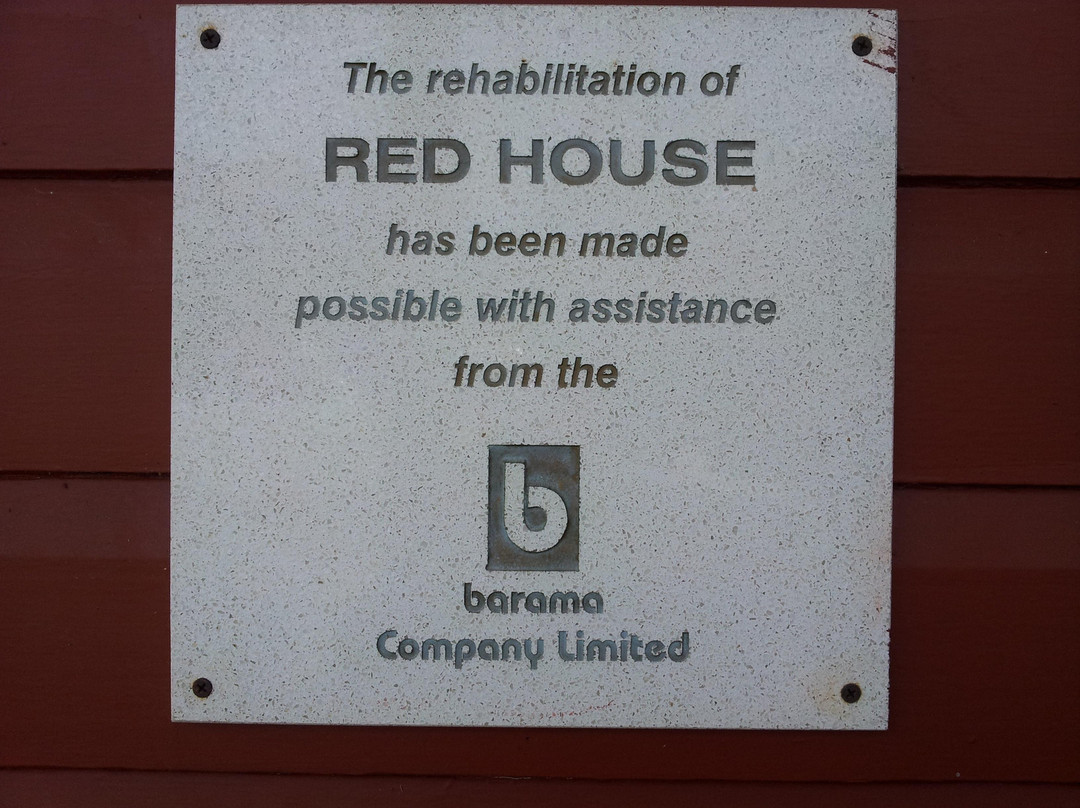 The rehabilitation of
RED HOUSE
has been made
possible with assistance
from the
b
barama
Company Limited